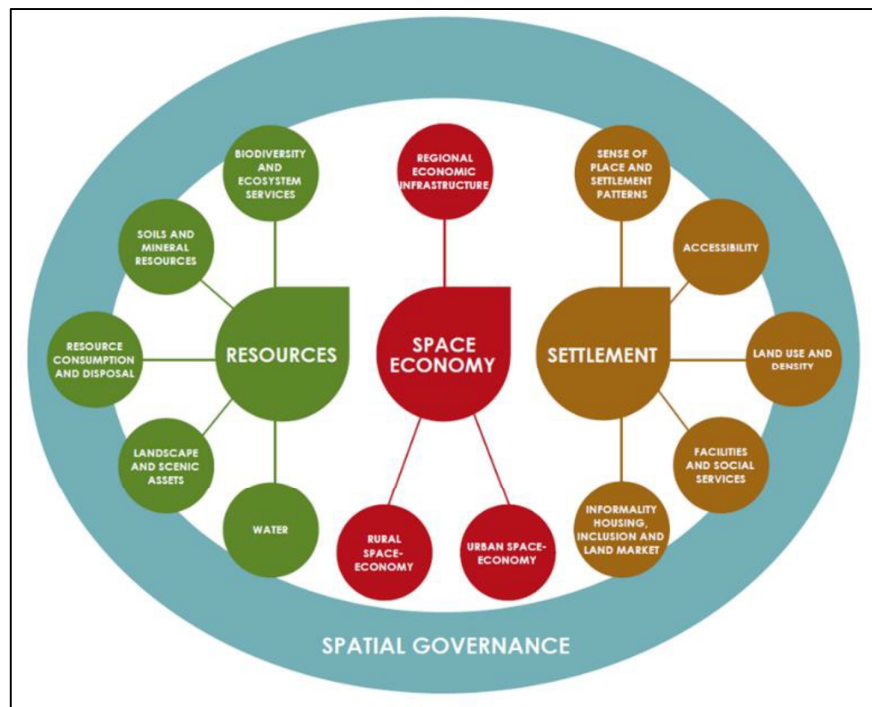 BIODIVERSITY
AND
ECOSYSTEM
SERVICES
REGIONAL
ECONOMIC
INFRASTRUCTURE
SENSE OF
PLACE AND
SETTLEMENT
PATTERNS
SOILS AND
MINERAL
RESOURCES
ACCESSIBILITY
RESOURCE
CONSUMPTION
AND DISPOSAL
RESOURCES
SPACE
ECONOMY
SETTLEMENT
LAND USE AND
DENSITY
LANDSCAPE
AND SCENIC
ASSETS
FACILITIES
AND SOCIAL
SERVICES
WATER
RURAL
SPACE-
ECONOMY
URBAN SPACE-
ECONOMY
INFORMALITY
HOUSING,
INCLUSION AND
LAND MARKET
SPATIAL GOVERNANCE